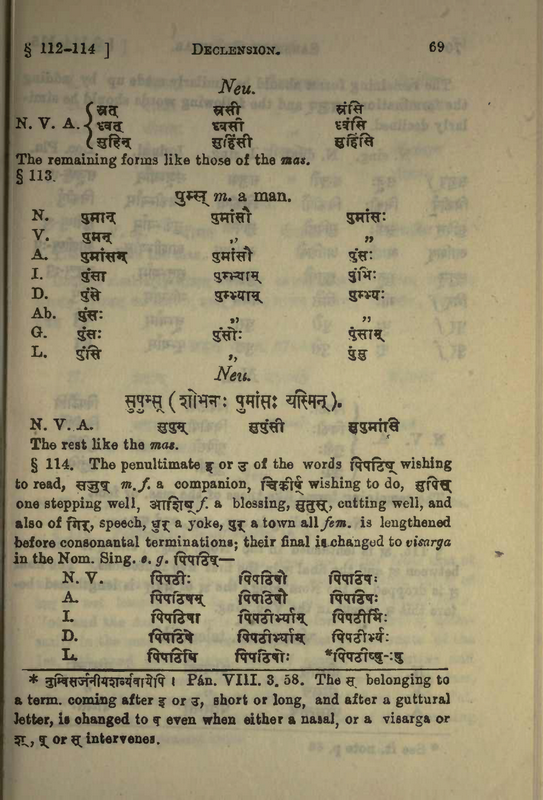 § 112-114 ] DECLENSION. 69
Neu.
स्रत् स्रसी स्रंसि
N. V. A. ध्वत् ध्वसी ध्वंसि
सुहिन् सुहिंसी सुहिंसि
The remaining forms like those of the mas.
§ 113.
पुम्स् m. a man.
N. पुमान् पुमांसौ पुमांसः
V. पुमन् ,, ,,
A. पुमांसम् पुमांसौ पुंसः
I. पुंसा पुम्भ्याम् पुंभिः
D. पुंसे पुम्भ्याम् पुम्भ्यः
Ab. पुंसः ,, ,,
G. पुंसः पुंसोः पुंसाम्
L. पुंसि ,, पुंसु
Neu.
सुपुम्स् (शोभनाः पुमांसः यस्मिन्).
N. V. A. सुपुम् सुपुंसी सुपुमांसि
The rest like the mas.
§ 114. The penultimate इ or उ of the words पिपठिष् wishing
to read, सजुष् m. f. a companion, चिकीर्ष् wishing to do, सुपिस्
one stepping well, आशिष् f. a blessing, सुतुस्, cutting well, and
also of गिर्, speech, धुर् a yoke, पुर् a town all fem. is lengthened
before consonantal terminations; their final is changed to visarga
in the Nom. Sing. e. g. पिपठिष्—
N. V. पिपठीः पिपठिषौ पिपठिषः
A. पिपठिषम् पिपठिषौ पिपठिषः
I. पिपठिषा पिपठीर्भ्याम् पिपठीर्भिः
D. पिपठिषे पिपठीर्भ्याम् पिपठीर्भ्यः
L. पिपठिषि पिपठिषोः *पिपठीष्षु-ःषु
* नुम्विसर्जनीयशर्व्यवायेपि । Pán. VIII. 3. 58. The स् belonging to
a term. coming after इ or उ, short or long, and after a guttural
letter, is changed to ष् even when either a nasal, or a visarga or
श्, ष् or स् intervenes.